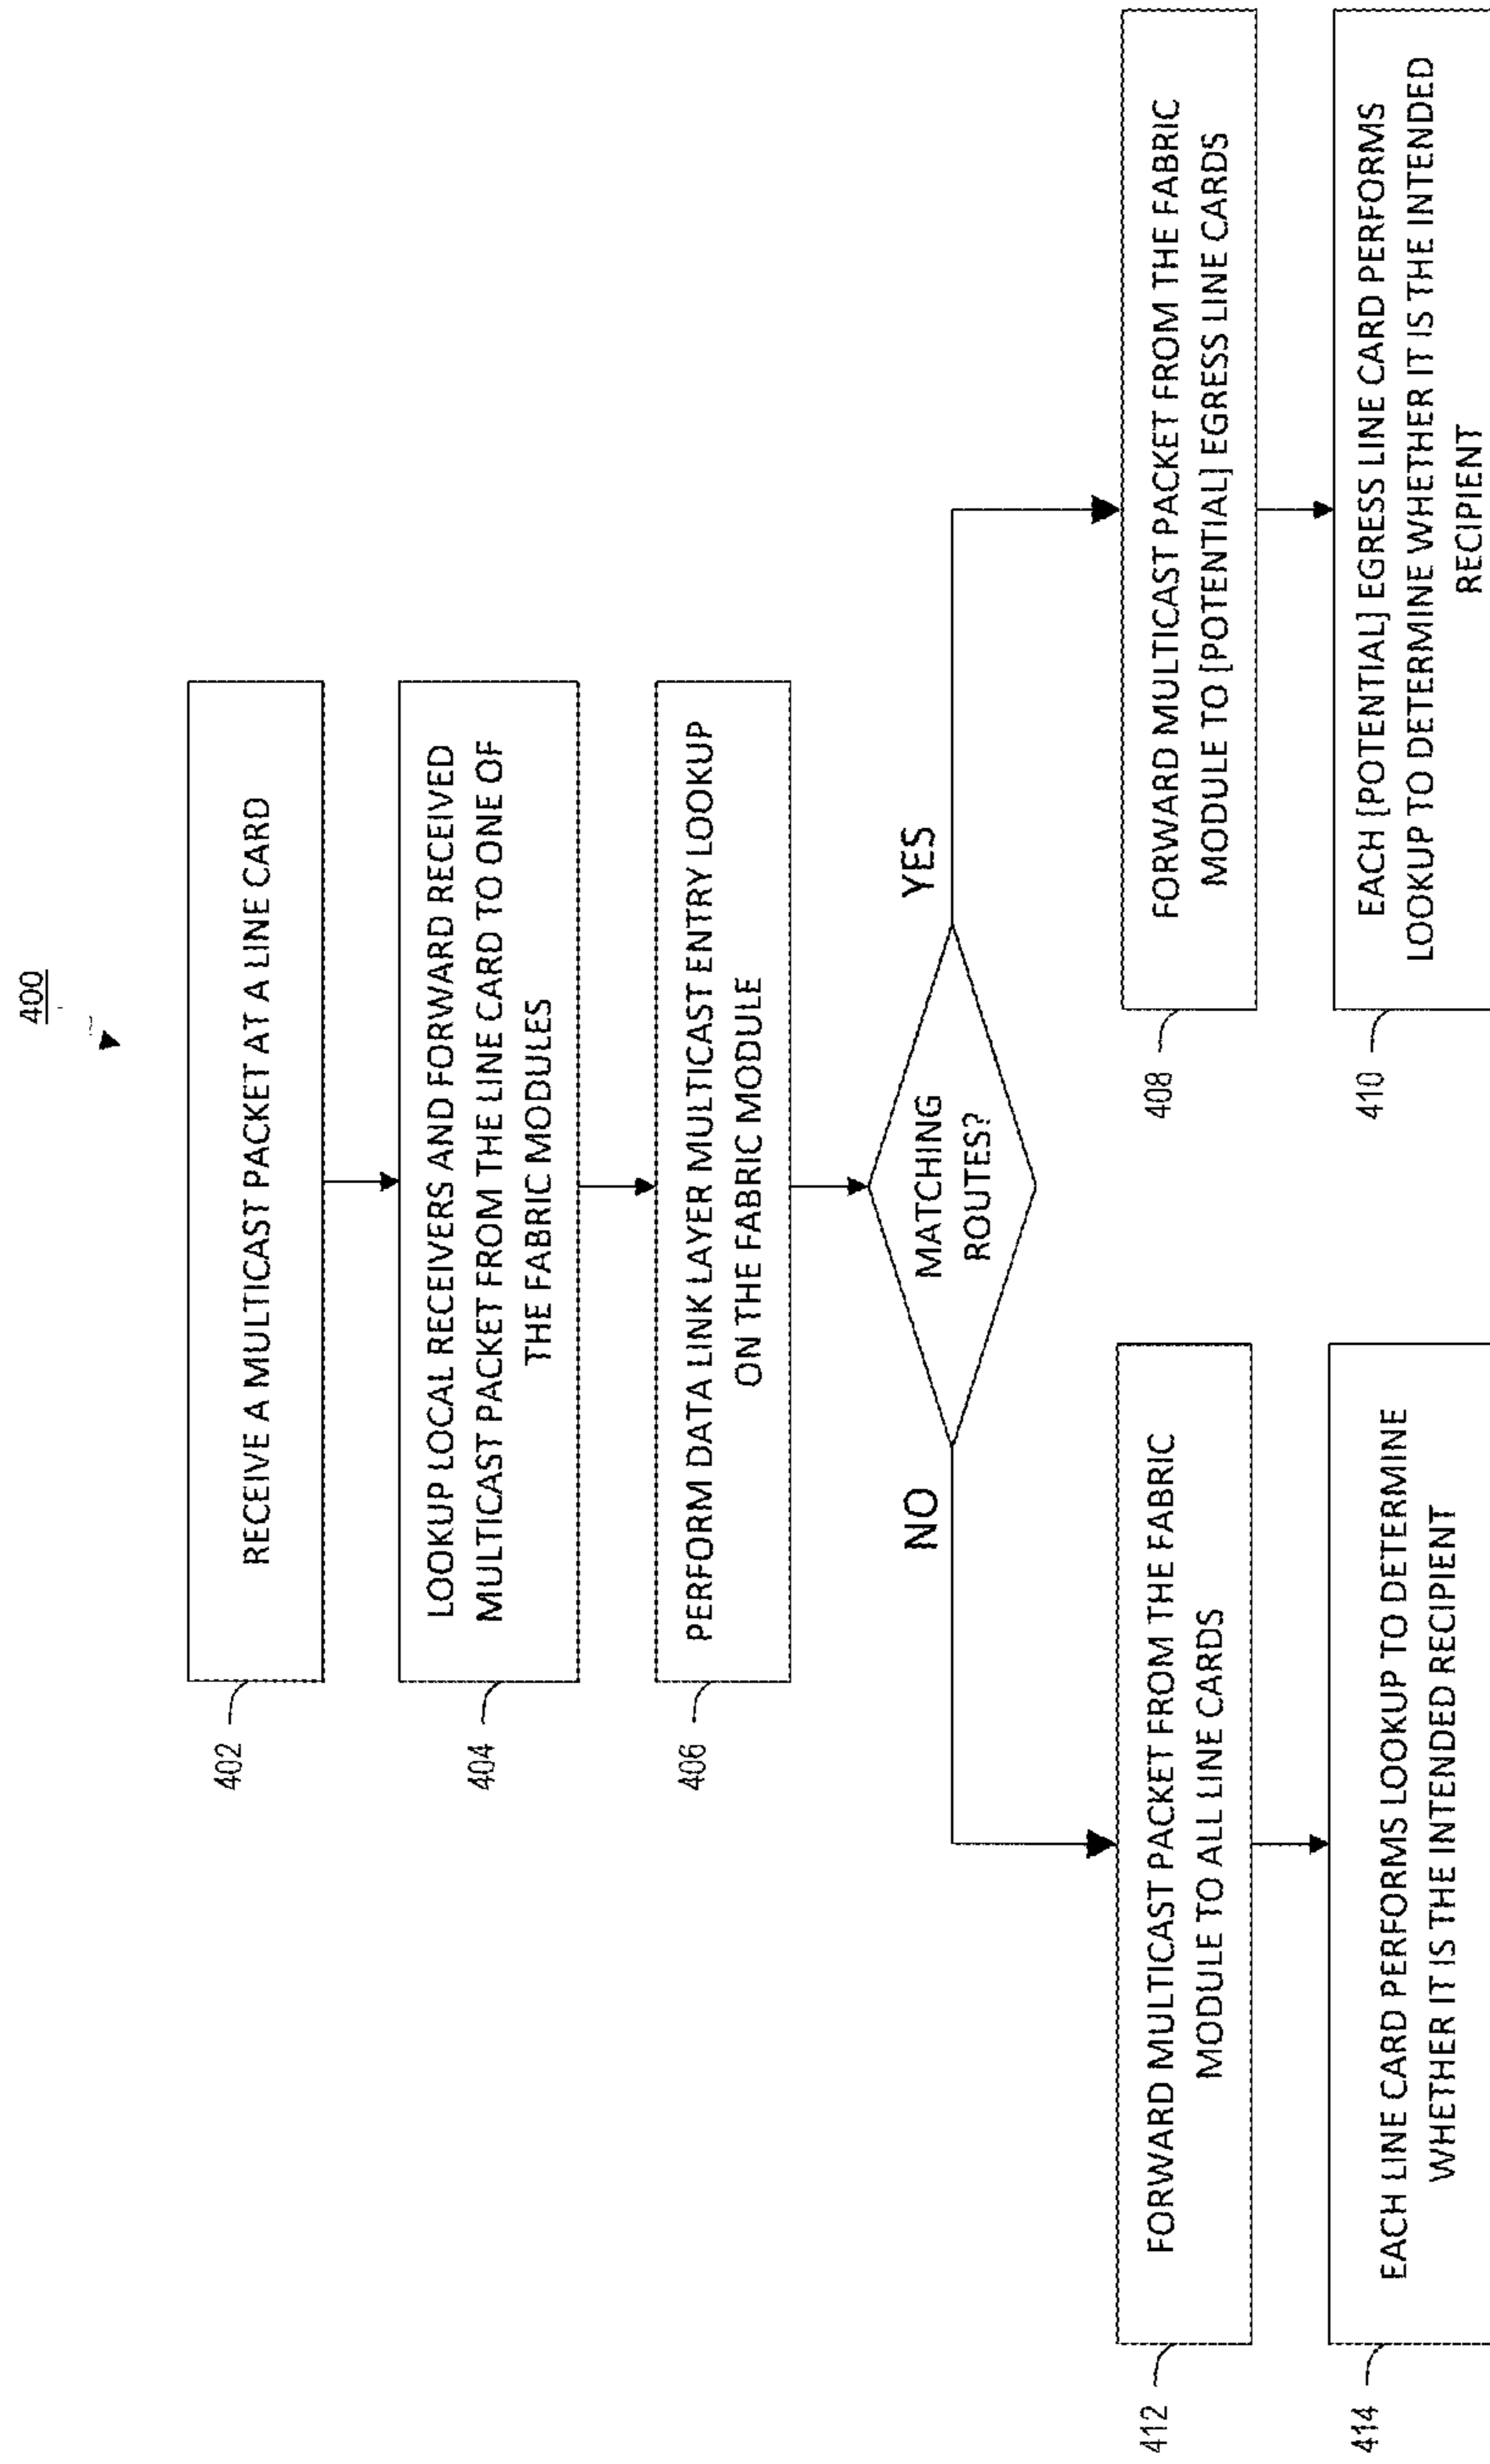 400
402
RECEIVE A MULTICAST PACKET AT A LINE CARD
404
LOOKUP LOCAL RECEIVERS AND FORWARD RECEIVED
MULTICAST PACKET FROM THE LINE CARD TO ONE OF
THE FABRIC MODULES
406
PERFORM DATA LINK LAYER MULTICAST ENTRY LOOKUP
ON THE FABRIC MODULE
MATCHING
ROUTES?
NO
YES
412
FORWARD MULTICAST PACKET FROM THE FABRIC
MODULE TO ALL LINE CARDS
414
EACH LINE CARD PERFORMS LOOKUP TO DETERMINE
WHETHER IT IS THE INTENDED RECIPIENT
408
FORWARD MULTICAST PACKET FROM THE FABRIC
MODULE TO [POTENTIAL] EGRESS LINE CARDS
410
EACH [POTENTIAL] EGRESS LINE CARD PERFORMS
LOOKUP TO DETERMINE WHETHER IT IS THE INTENDED
RECIPIENT